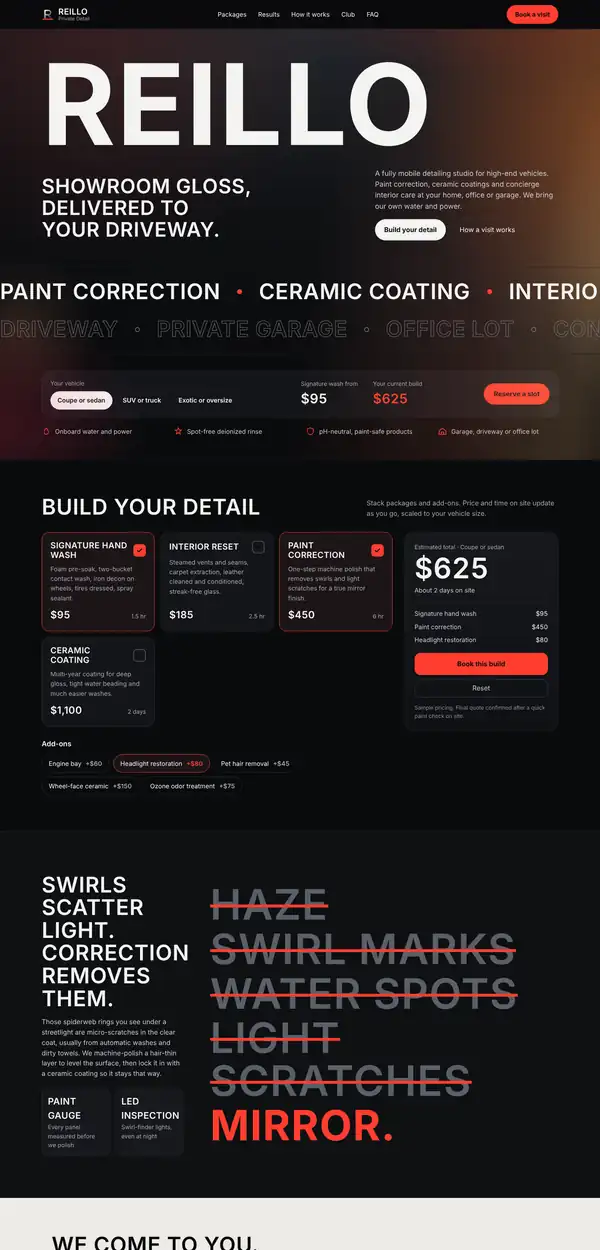 REILLO
Private Detail
Packages
Results
How it works
Club
FAQ
Book a visit
REILLO
SHOWROOM GLOSS,
DELIVERED TO
YOUR DRIVEWAY.
A fully mobile detailing studio for high-end vehicles.
Paint correction, ceramic coatings and concierge
interior care at your home, office or garage. We bring
our own water and power.
Build your detail
How a visit works
PAINT CORRECTION • CERAMIC COATING • INTERIO
DRIVEWAY ○ PRIVATE GARAGE ○ OFFICE LOT ○ CON
Your vehicle
Coupe or sedan
SUV or truck
Exotic or oversize
Signature wash from
$95
Your current build
$625
Reserve a slot
Onboard water and power
Spot-free deionized rinse
pH-neutral, paint-safe products
Garage, driveway or office lot
BUILD YOUR DETAIL
Stack packages and add-ons. Price and time on site update
as you go, scaled to your vehicle size.
SIGNATURE HAND
WASH
Foam pre-soak, two-bucket
contact wash, iron decon on
wheels, tires dressed, spray
sealant.
$95
1.5 hr
INTERIOR RESET
Steamed vents and seams,
carpet extraction, leather
cleaned and conditioned,
streak-free glass.
$185
2.5 hr
PAINT
CORRECTION
One-step machine polish that
removes swirls and light
scratches for a true mirror
finish.
$450
6 hr
CERAMIC
COATING
Multi-year coating for deep
gloss, tight water beading and
much easier washes.
$1,100
2 days
Estimated total · Coupe or sedan
$625
About 2 days on site
Signature hand wash $95
Paint correction $450
Headlight restoration $80
Book this build
Reset
Sample pricing. Final quote confirmed after a quick
paint check on site.
Add-ons
Engine bay +$60
Headlight restoration +$80
Pet hair removal +$45
Wheel-face ceramic +$150
Ozone odor treatment +$75
SWIRLS
SCATTER
LIGHT.
CORRECTION
REMOVES
THEM.
Those spiderweb rings you see under a
streetlight are micro-scratches in the clear
coat, usually from automatic washes and
dirty towels. We machine-polish a hair-thin
layer to level the surface, then lock it in with
a ceramic coating so it stays that way.
PAINT
GAUGE
Every panel
measured before
we polish
LED
INSPECTION
Swirl-finder lights,
even at night
HAZE
SWIRL MARKS
WATER SPOTS
LIGHT
SCRATCHES
MIRROR.
WE COME TO YOU.